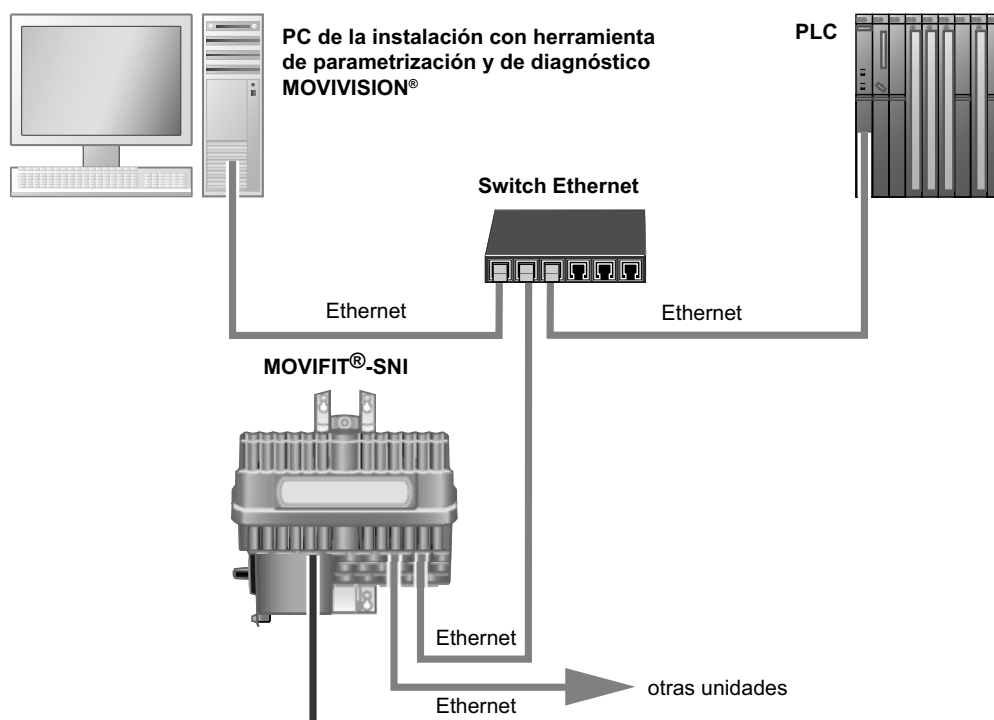 PC de la instalación con herramienta
de parametrización y de diagnóstico
MOVIVISION®
PLC
Switch Ethernet
Ethernet
Ethernet
MOVIFIT®-SNI
Ethernet
otras unidades
Ethernet